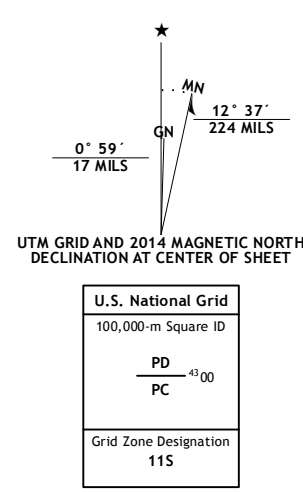 ★
MN
GN
12° 37´
224 MILS
0° 59´
17 MILS
UTM GRID AND 2014 MAGNETIC NORTH
DECLINATION AT CENTER OF SHEET
U.S. National Grid
100,000-m Square ID
PD
4300
PC
Grid Zone Designation
11S